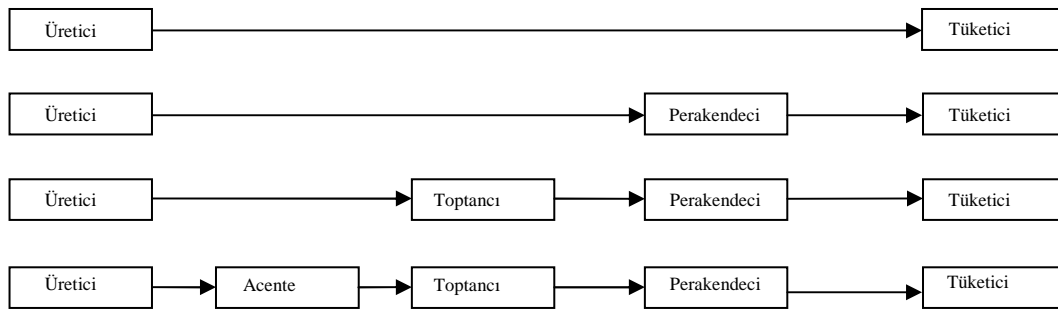 Üretici Tüketici
Üretici Perakendeci Tüketici
Üretici Toptancı Perakendeci Tüketici
Üretici Acente Toptancı Perakendeci Tüketici